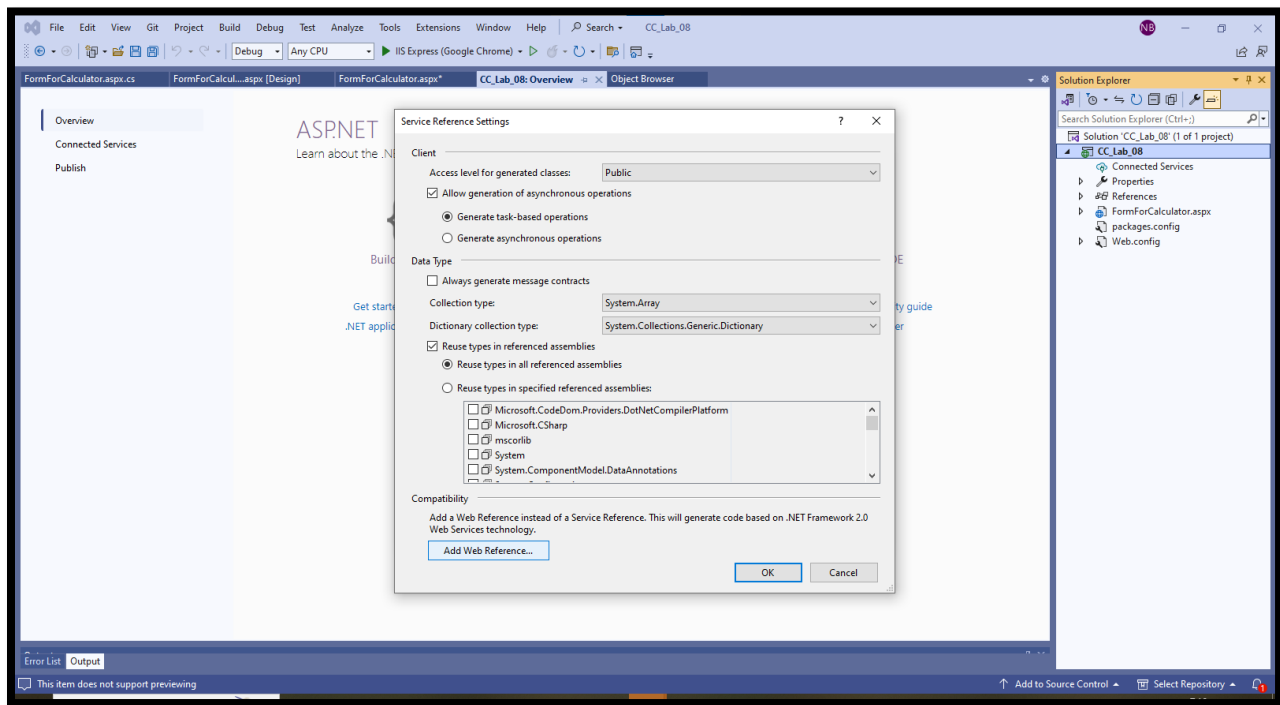 File Edit View Git Project Build Debug Test Analyze Tools Extensions Window Help Search CC_Lab_08 NB
Debug Any CPU IIS Express (Google Chrome)
FormForCalculator.aspx.cs FormForCalcul....aspx [Design] FormForCalculator.aspx* CC_Lab_08: Overview Object Browser
Overview
Connected Services
Publish
ASP.NET
Learn about the .N
Build
Get starte
.NET applic
ty guide
er
Service Reference Settings ? ×
Client
Access level for generated classes: Public
Allow generation of asynchronous operations
Generate task-based operations
Generate asynchronous operations
Data Type
Always generate message contracts
Collection type: System.Array
Dictionary collection type: System.Collections.Generic.Dictionary
Reuse types in referenced assemblies
Reuse types in all referenced assemblies
Reuse types in specified referenced assemblies:
Microsoft.CodeDom.Providers.DotNetCompilerPlatform
Microsoft.CSharp
mscorlib
System
System.ComponentModel.DataAnnotations
Compatibility
Add a Web Reference instead of a Service Reference. This will generate code based on .NET Framework 2.0
Web Services technology.
Add Web Reference...
OK Cancel
Solution Explorer
Search Solution Explorer (Ctrl+;)
Solution 'CC_Lab_08' (1 of 1 project)
CC_Lab_08
Connected Services
Properties
References
FormForCalculator.aspx
packages.config
Web.config
Error List Output
This item does not support previewing Add to Source Control Select Repository 1